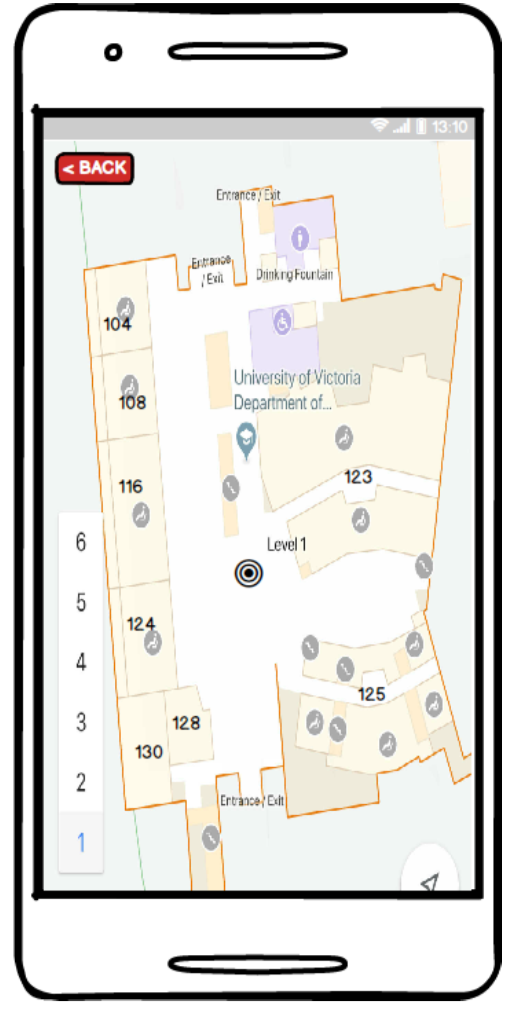 13:10
< BACK
Entrance / Exit
Entrance
/ Exit
Drinking Fountain
104
University of Victoria
Department of...
108
123
116
6
Level 1
5
124
4
125
3
128
130
2
Entrance / Exit
1